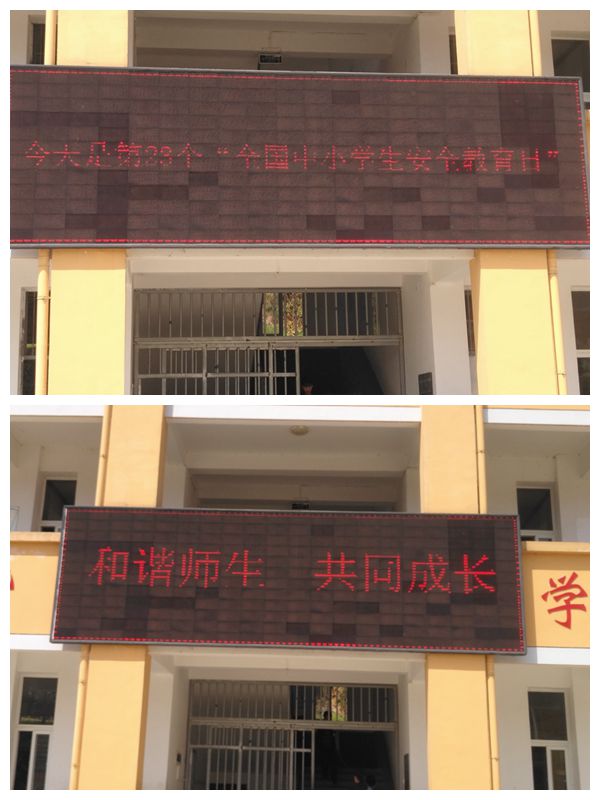 今天是第23个“全国中小学生安全教育日”
和谐师生 共同成长
学